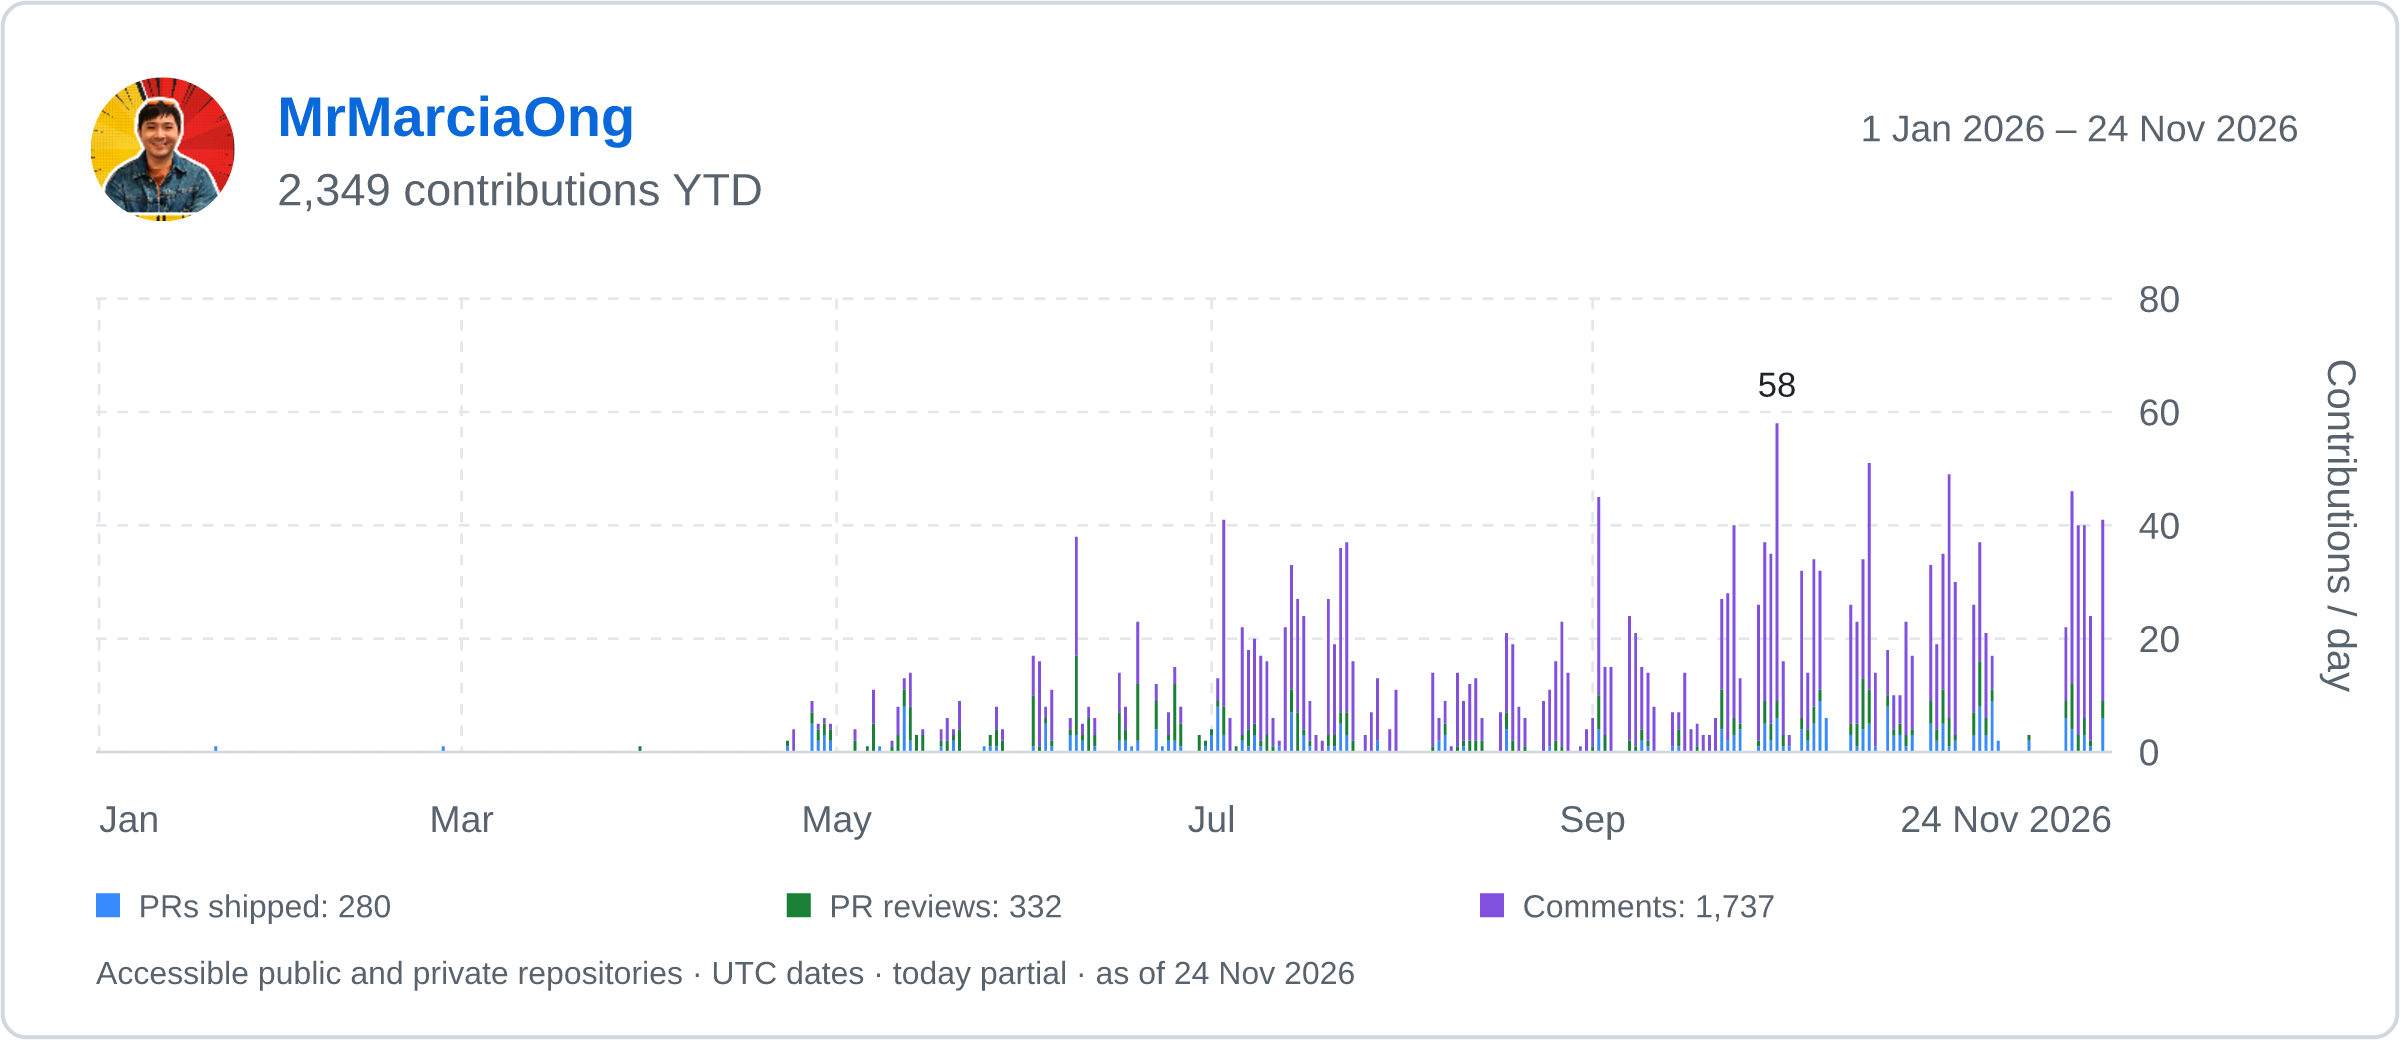 MrMarciaOng
2,349 contributions YTD
1 Jan 2026 – 24 Nov 2026
80
58
60
40
20
0
Contributions / day
Jan Mar May Jul Sep 24 Nov 2026
PRs shipped: 280 PR reviews: 332 Comments: 1,737
Accessible public and private repositories · UTC dates · today partial · as of 24 Nov 2026